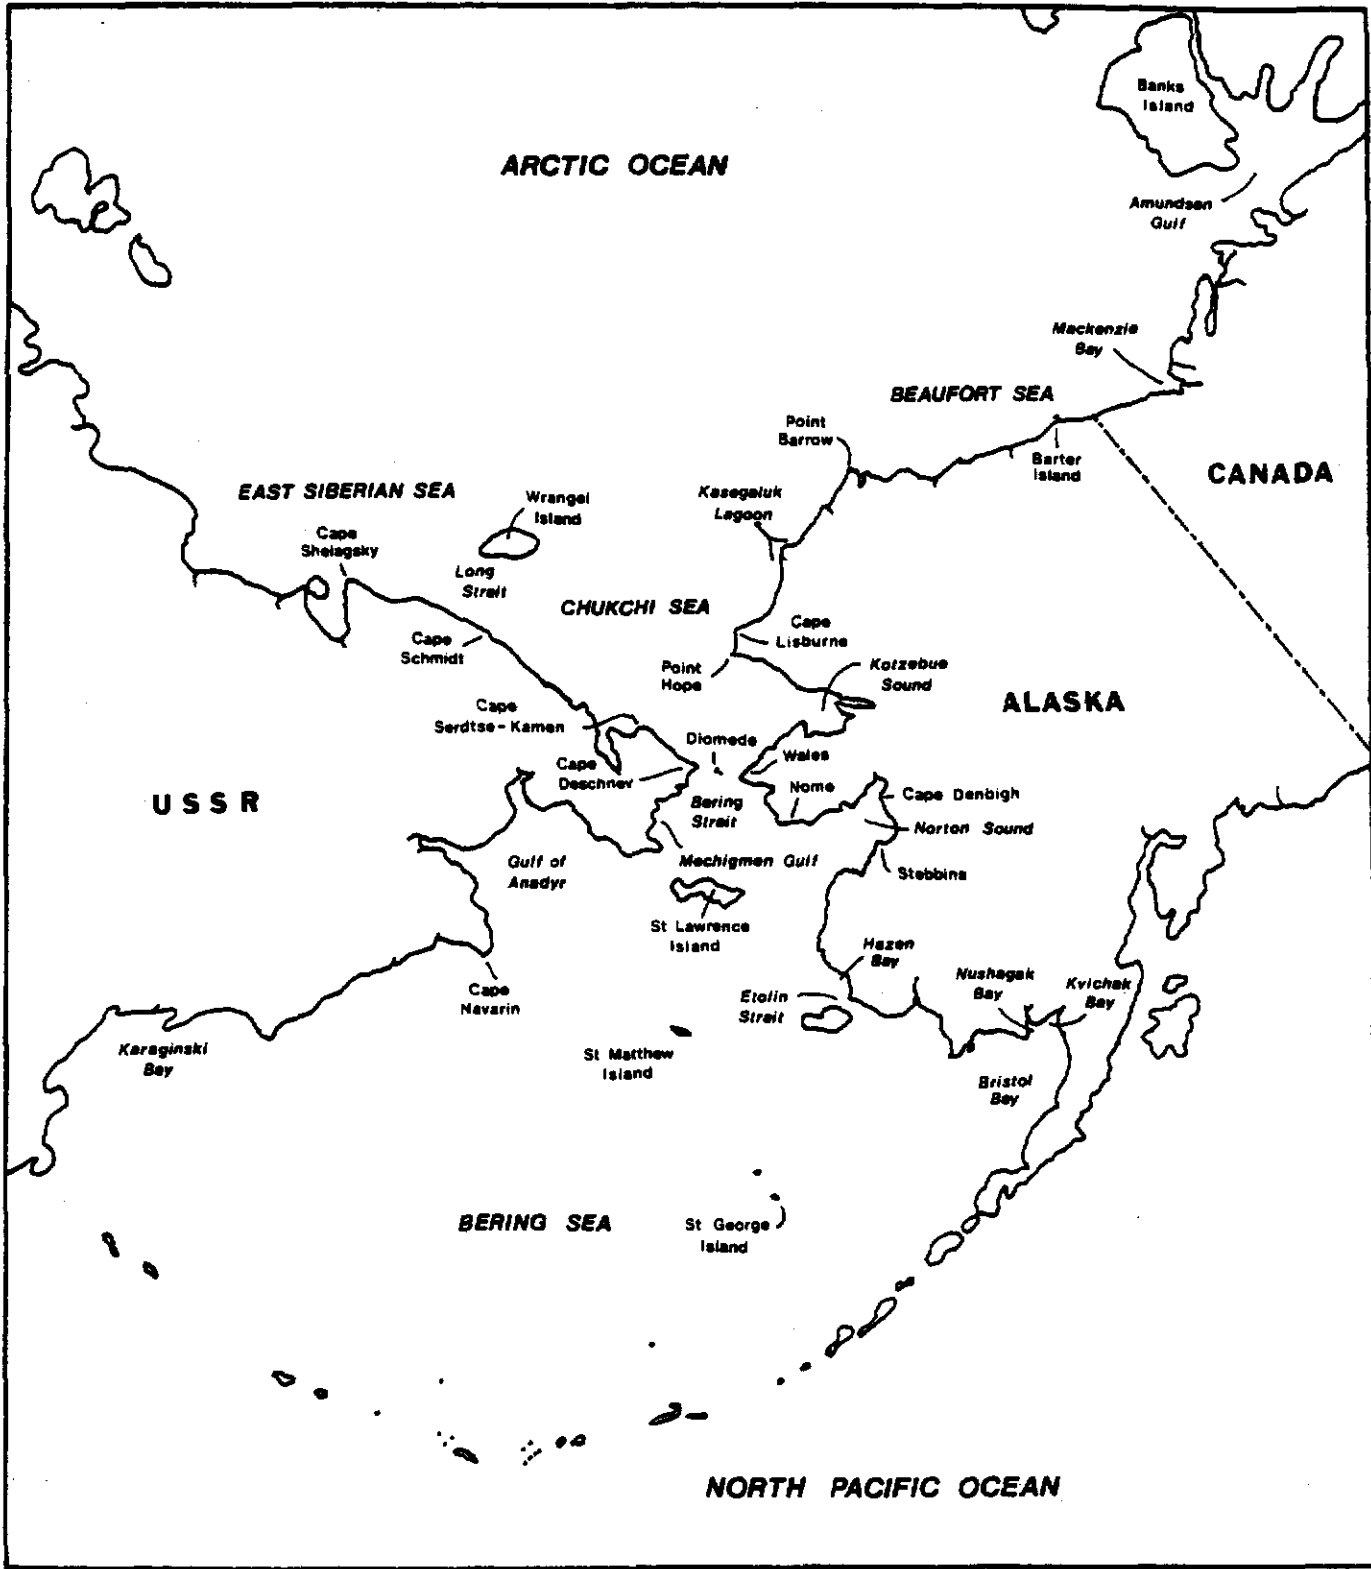 Banks
Island
ARCTIC OCEAN
Amundsen
Gulf
Mackenzie
Bay
BEAUFORT SEA
Point
Barrow
Barter
Island
CANADA
EAST SIBERIAN SEA
Wrangel
Island
Kasegaluk
Lagoon
Cape
Shelagsky
Long
Strait
CHUKCHI SEA
Cape
Lisburne
Cape
Schmidt
Point
Hope
Kotzebue
Sound
ALASKA
Cape
Serdtse-Kamen
Diomede
Wales
Cape
Deschnev
USSR
Nome
Cape Denbigh
Bering
Strait
Norton Sound
Gulf of
Anadyr
Mechigmen Gulf
Stebbins
St Lawrence
Island
Hazen
Bay
Nushagak
Bay
Kvichak
Bay
Cape
Navarin
Etolin
Strait
Karaginski
Bay
St Matthew
Island
Bristol
Bay
BERING SEA
St George
Island
NORTH PACIFIC OCEAN